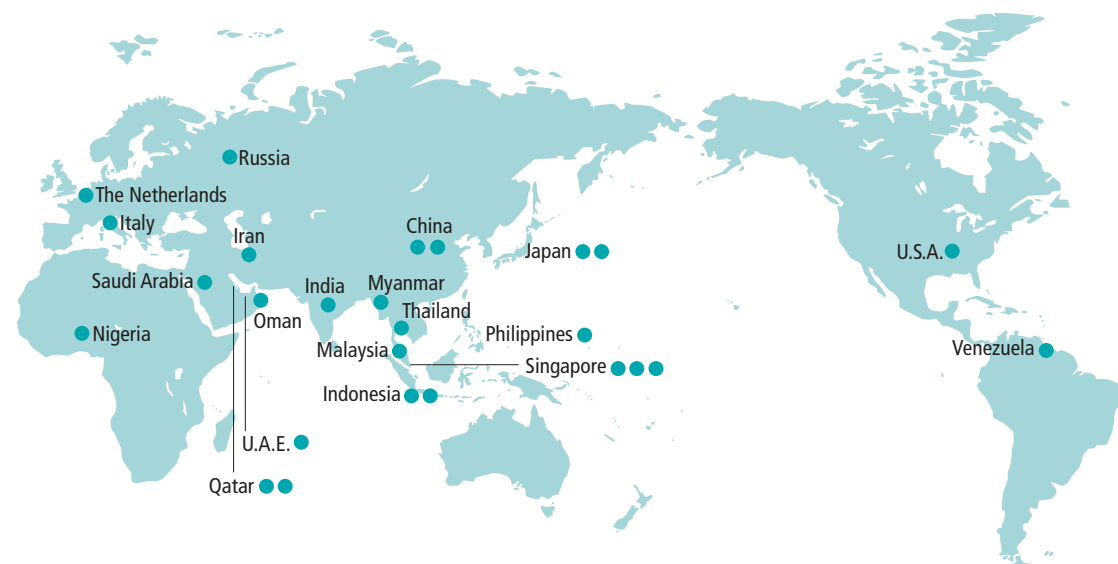 Russia
The Netherlands
Italy
China
Iran
Japan
U.S.A.
Saudi Arabia
India
Myanmar
Oman
Thailand
Nigeria
Philippines
Malaysia
Venezuela
Singapore
Indonesia
U.A.E.
Qatar